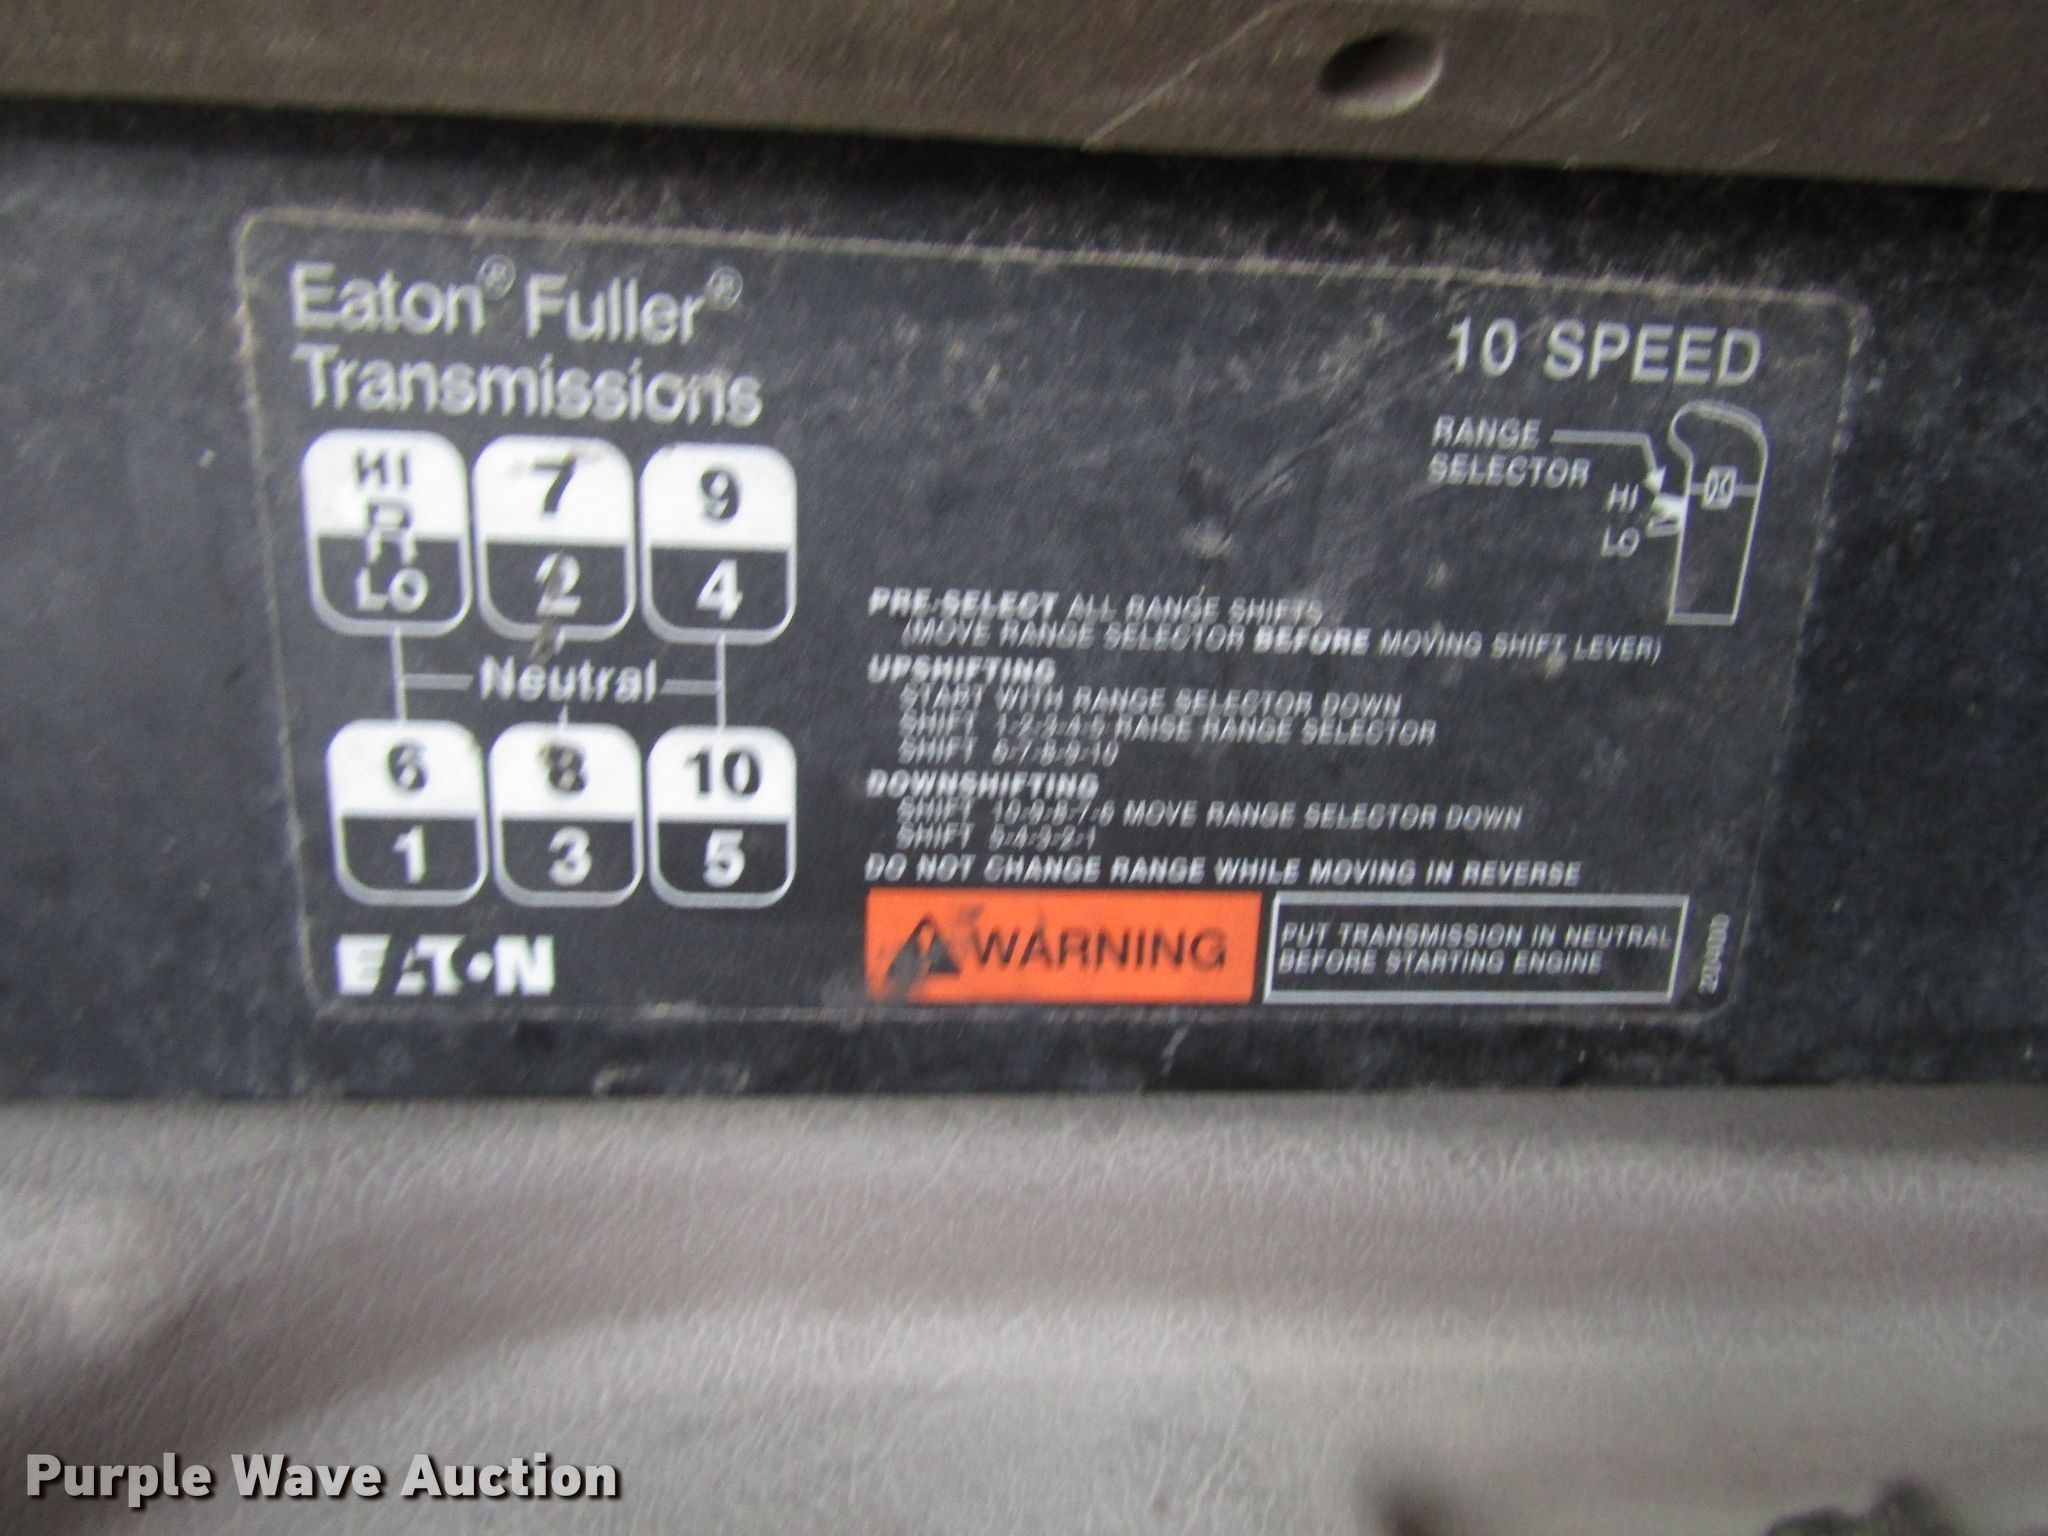 Eaton® Fuller®
Transmissions
10 SPEED
RANGE
SELECTOR
HI
LO
HI
R
LO
7
2
9
4
Neutral
6
1
8
3
10
5
PRE-SELECT ALL RANGE SHIFTS
(MOVE RANGE SELECTOR BEFORE MOVING SHIFT LEVER)
UPSHIFTING
START WITH RANGE SELECTOR DOWN
SHIFT 1-2-3-4-5 RAISE RANGE SELECTOR
SHIFT 6-7-8-9-10
DOWNSHIFTING
SHIFT 10-9-8-7-6 MOVE RANGE SELECTOR DOWN
SHIFT 5-4-3-2-1
DO NOT CHANGE RANGE WHILE MOVING IN REVERSE
WARNING
PUT TRANSMISSION IN NEUTRAL
BEFORE STARTING ENGINE
EATON
Purple Wave Auction